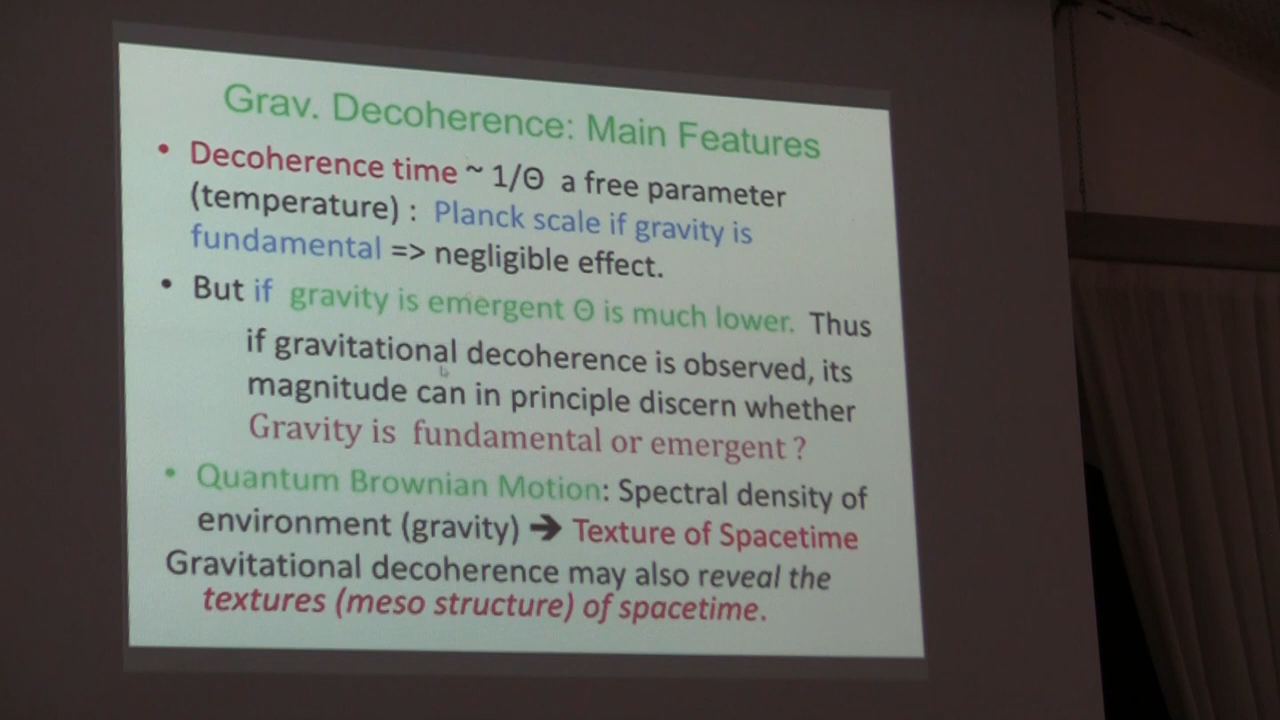 Grav. Decoherence: Main Features
• Decoherence time ~ 1/Θ a free parameter
(temperature) : Planck scale if gravity is
fundamental => negligible effect.
• But if gravity is emergent Θ is much lower. Thus
if gravitational decoherence is observed, its
magnitude can in principle discern whether
Gravity is fundamental or emergent ?
• Quantum Brownian Motion: Spectral density of
environment (gravity) ➔ Texture of Spacetime
Gravitational decoherence may also reveal the
textures (meso structure) of spacetime.